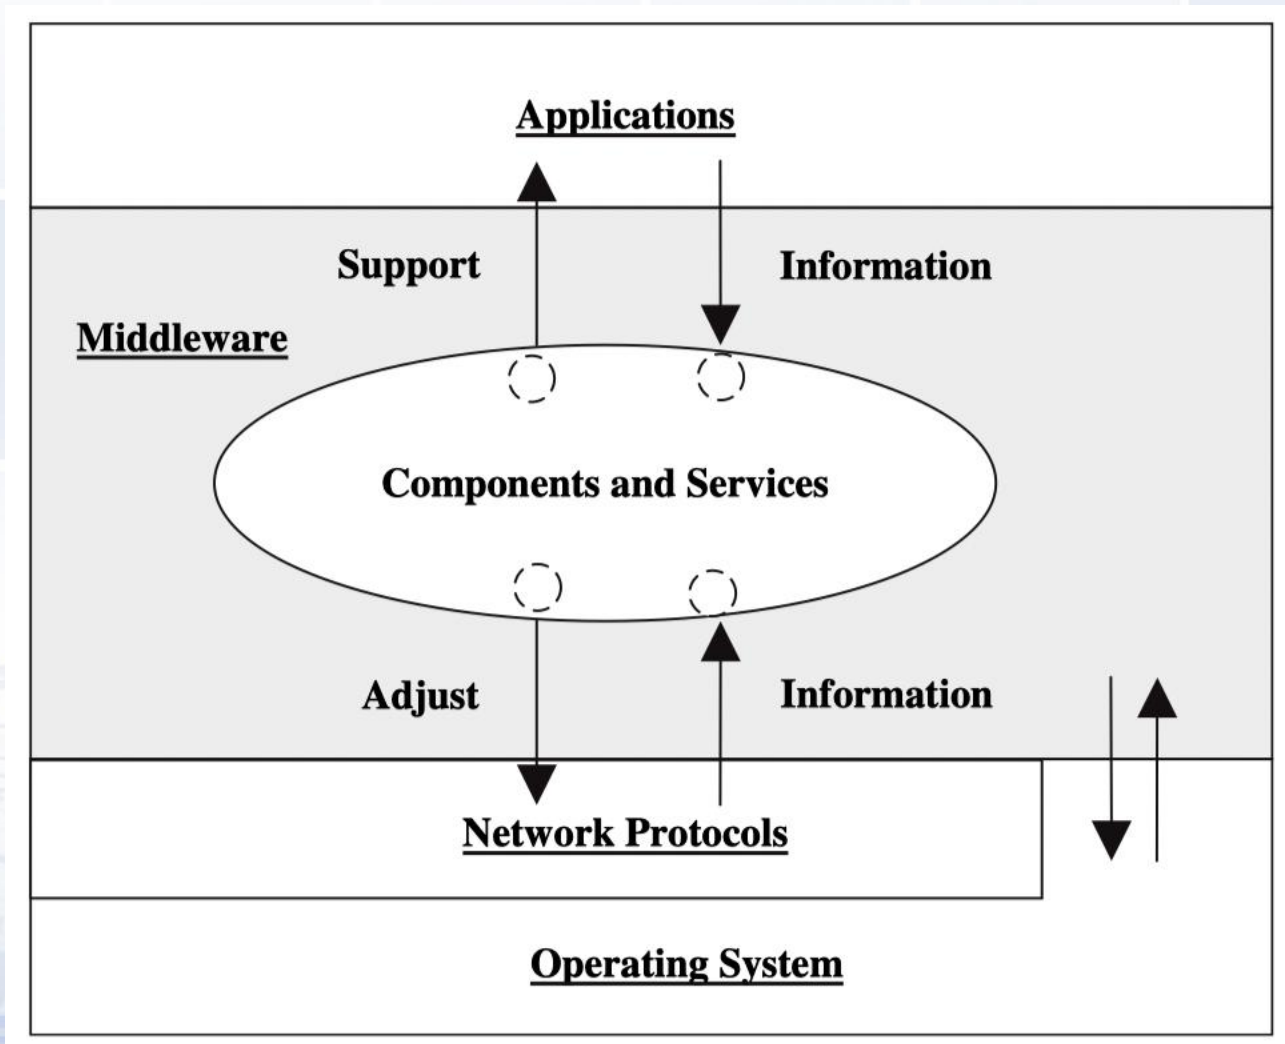 Applications
Support
Information
Middleware
Components and Services
Adjust
Information
Network Protocols
Operating System